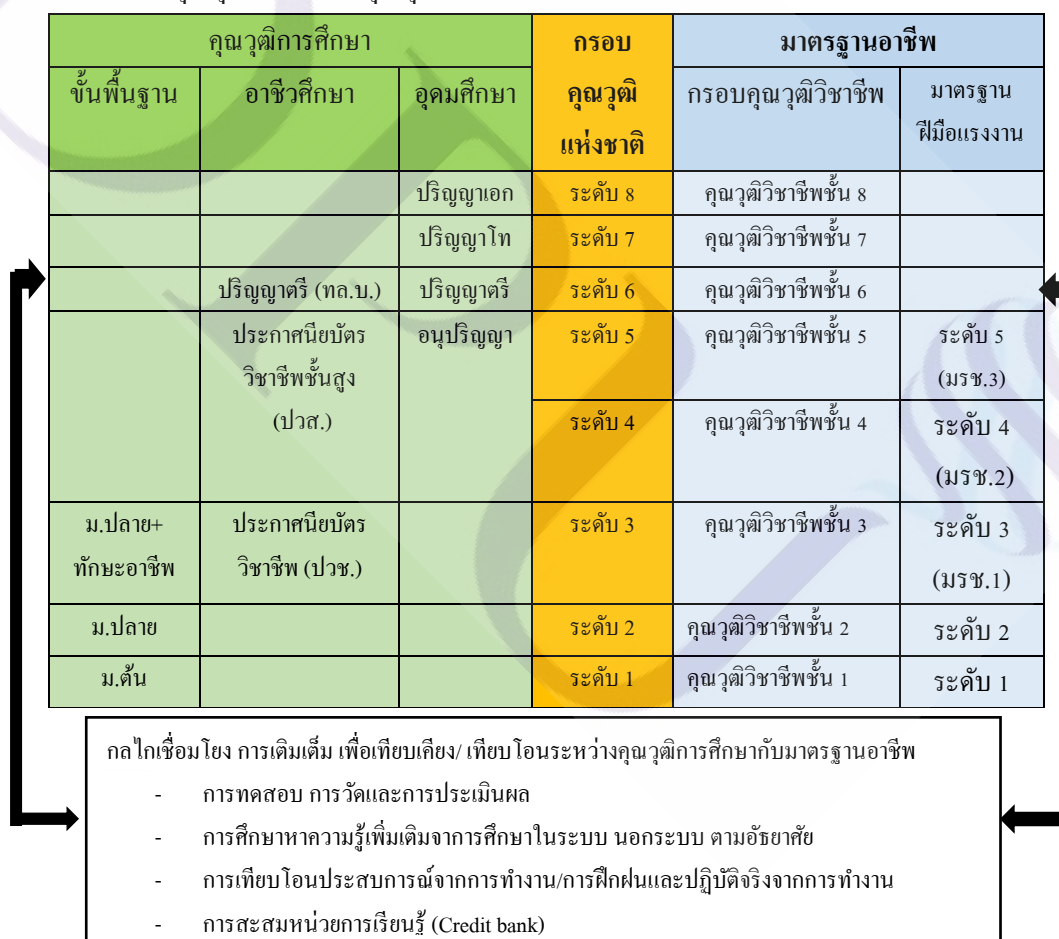 คุณวุฒิการศึกษา กรอบคุณวุฒิแห่งชาติ มาตรฐานอาชีพ
ขั้นพื้นฐาน อาชีวศึกษา อุดมศึกษา กรอบคุณวุฒิวิชาชีพ มาตรฐานฝีมือแรงงาน
ปริญญาเอก ระดับ 8 คุณวุฒิวิชาชีพชั้น 8
ปริญญาโท ระดับ 7 คุณวุฒิวิชาชีพชั้น 7
ปริญญาตรี (ทล.บ.) ปริญญาตรี ระดับ 6 คุณวุฒิวิชาชีพชั้น 6
ประกาศนียบัตร อนุปริญญา ระดับ 5 คุณวุฒิวิชาชีพชั้น 5 ระดับ 5
วิชาชีพชั้นสูง (มรช.3)
(ปวส.) ระดับ 4 คุณวุฒิวิชาชีพชั้น 4 ระดับ 4
(มรช.2)
ม.ปลาย+ ประกาศนียบัตร ระดับ 3 คุณวุฒิวิชาชีพชั้น 3 ระดับ 3
ทักษะอาชีพ วิชาชีพ (ปวช.) (มรช.1)
ม.ปลาย ระดับ 2 คุณวุฒิวิชาชีพชั้น 2 ระดับ 2
ม.ต้น ระดับ 1 คุณวุฒิวิชาชีพชั้น 1 ระดับ 1
กลไกเชื่อมโยง การเติมเต็ม เพื่อเทียบเคียง/ เทียบโอนระหว่างคุณวุฒิการศึกษากับมาตรฐานอาชีพ
- การทดสอบ การวัดและการประเมินผล
- การศึกษาหาความรู้เพิ่มเติมจาการศึกษาในระบบ นอกระบบ ตามอัธยาศัย
- การเทียบโอนประสบการณ์จากการทำงาน/การฝึกฝนและปฏิบัติจริงจากการทำงาน
- การสะสมหน่วยการเรียนรู้ (Credit bank)